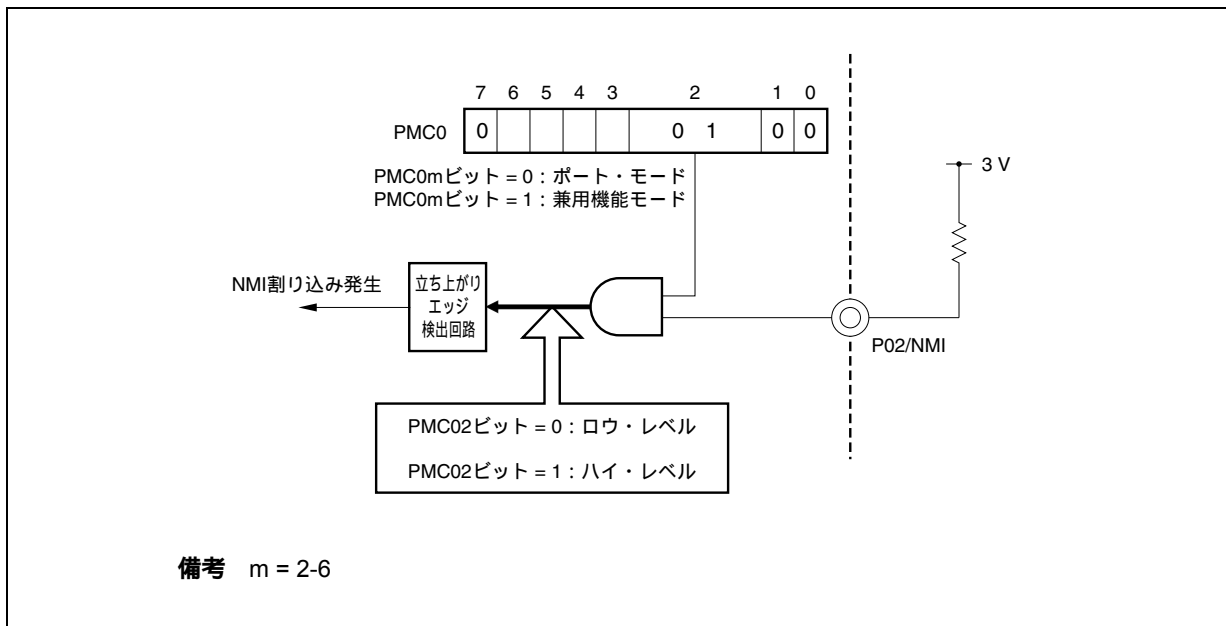 7 6 5 4 3 2 1 0
PMC0 0 0 1 0 0
PMC0mビット = 0 : ポート・モード
PMC0mビット = 1 : 兼用機能モード
3 V
NMI割り込み発生
立ち上がり
エッジ
検出回路
P02/NMI
PMC02ビット = 0 : ロウ・レベル
PMC02ビット = 1 : ハイ・レベル
備考 m = 2-6